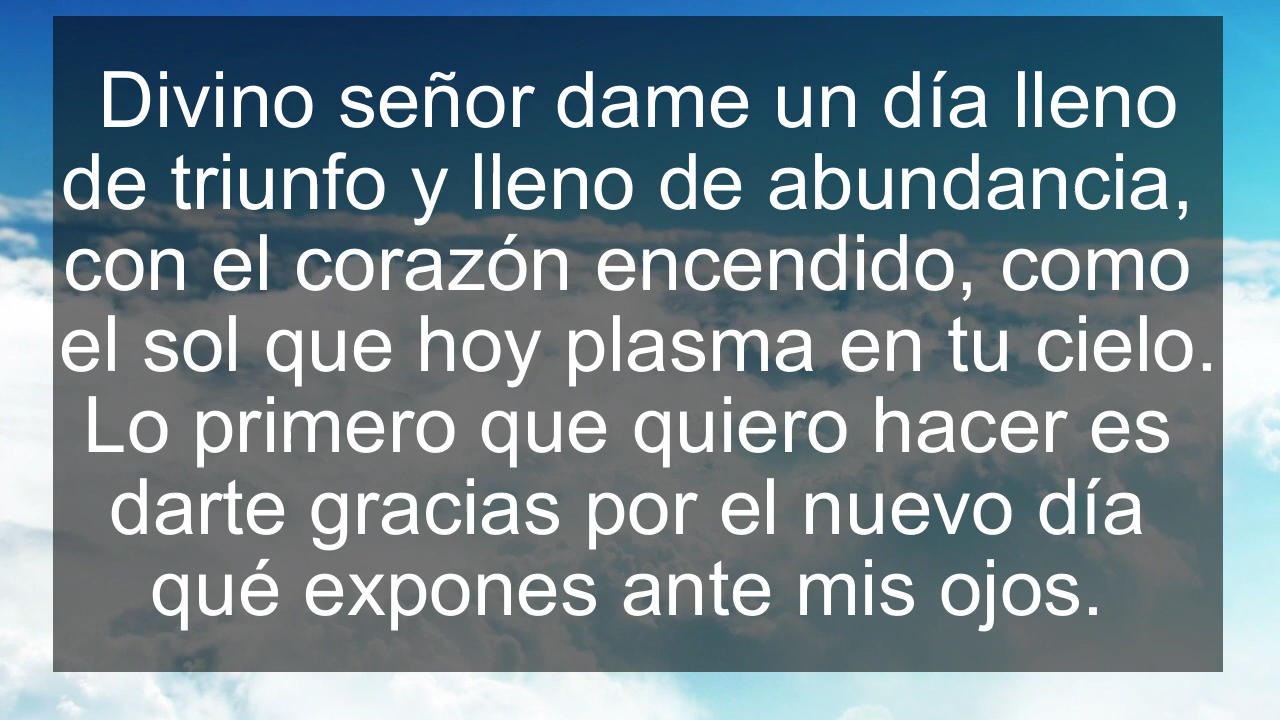 Divino señor dame un día lleno
de triunfo y lleno de abundancia,
con el corazón encendido, como
el sol que hoy plasma en tu cielo.
Lo primero que quiero hacer es
darte gracias por el nuevo día
qué expones ante mis ojos.